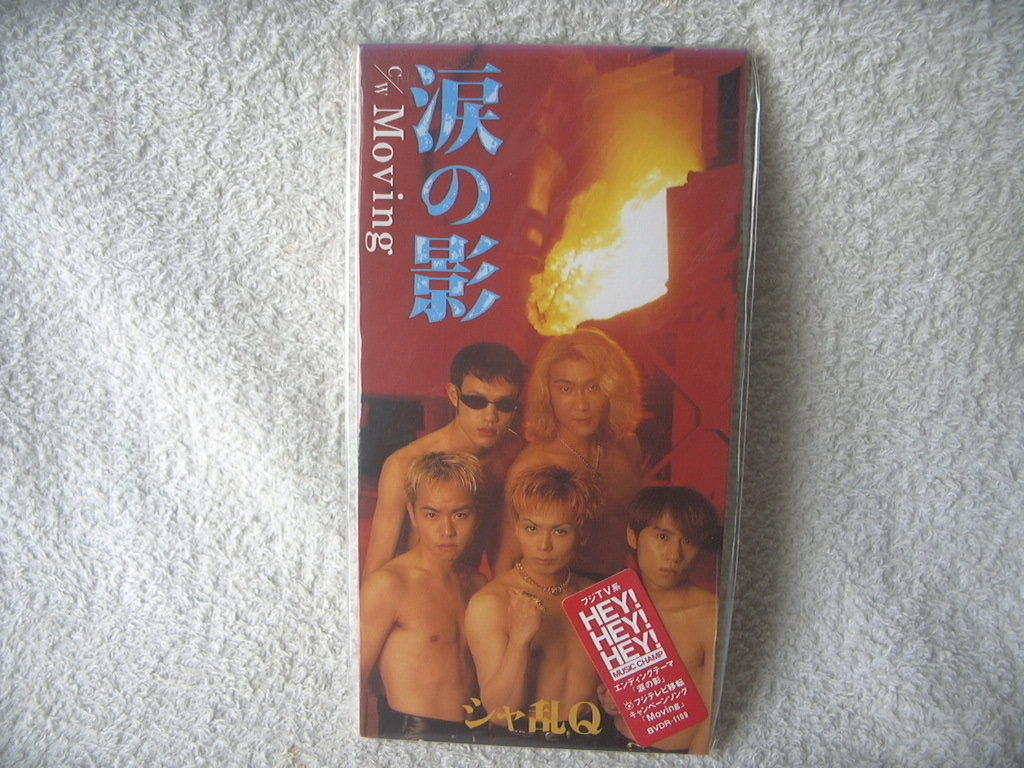 涙の影
c/w Moving
シャ乱Q
フジTV系
HEY!
HEY!
HEY!
MUSIC CHAMP
エンディングテーマ
「涙の影」
フジテレビ移転
キャンペーンソング
「Moving」
BVDR-1109